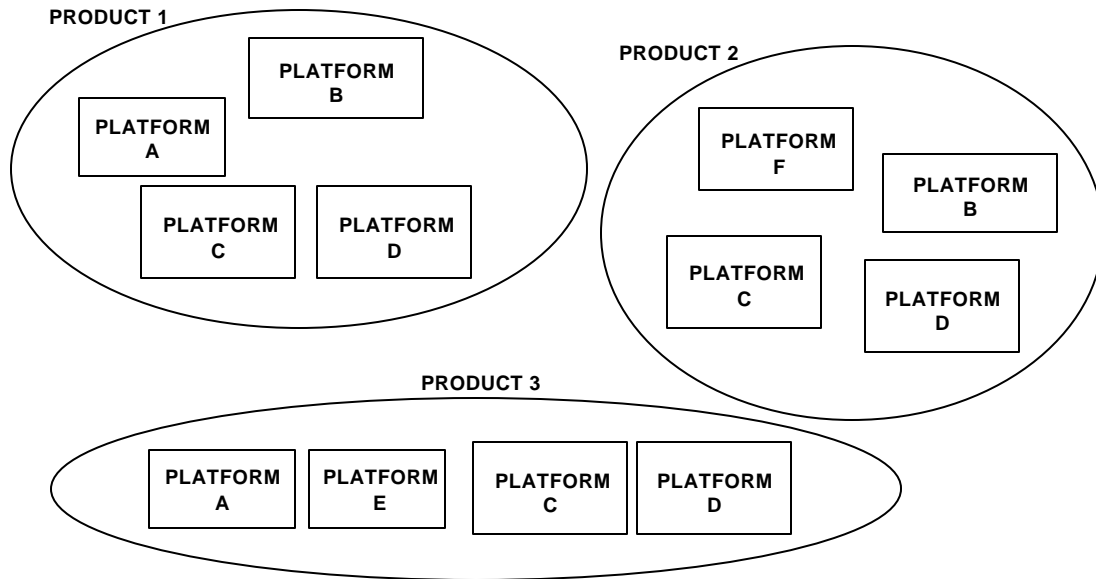 PRODUCT 1
PLATFORM
B
PLATFORM
A
PLATFORM
C
PLATFORM
D
PRODUCT 2
PLATFORM
F
PLATFORM
B
PLATFORM
C
PLATFORM
D
PRODUCT 3
PLATFORM
A
PLATFORM
E
PLATFORM
C
PLATFORM
D